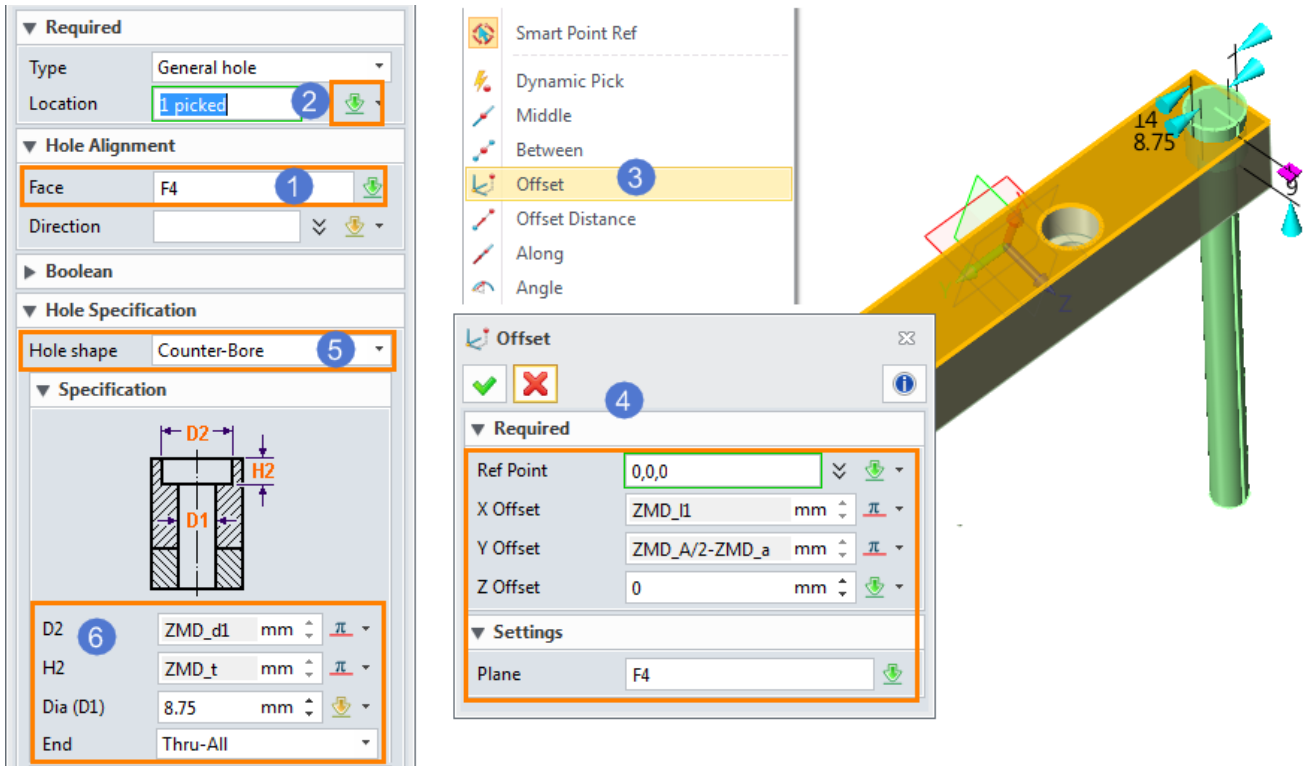 Required
Type General hole
Location 1 picked 2
Hole Alignment
Face F4 1
Direction
Boolean
Hole Specification
Hole shape Counter-Bore 5
Specification
D2
H2
D1
6
D2 ZMD_d1 mm π
H2 ZMD_t mm π
Dia (D1) 8.75 mm
End Thru-All
Smart Point Ref
Dynamic Pick
Middle
Between
Offset 3
Offset Distance
Along
Angle
Offset
4
Required
Ref Point 0,0,0
X Offset ZMD_l1 mm π
Y Offset ZMD_A/2-ZMD_a mm π
Z Offset 0 mm
Settings
Plane F4
14
8.75
9
Y
Z